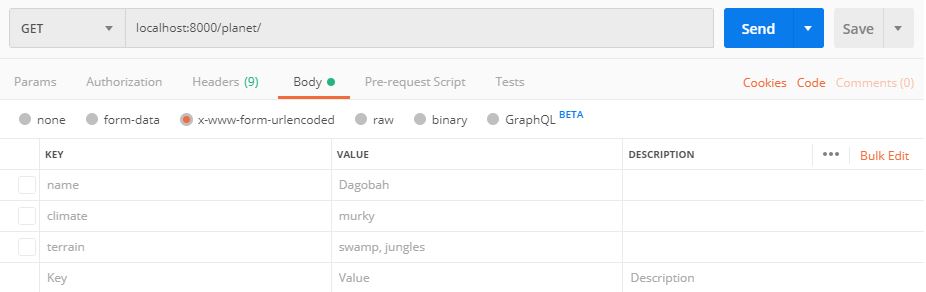 GET localhost:8000/planet/ Send Save
Params Authorization Headers (9) Body Pre-request Script Tests Cookies Code Comments (0)
none form-data x-www-form-urlencoded raw binary GraphQL BETA
KEY VALUE DESCRIPTION ••• Bulk Edit
name Dagobah
climate murky
terrain swamp, jungles
Key Value Description